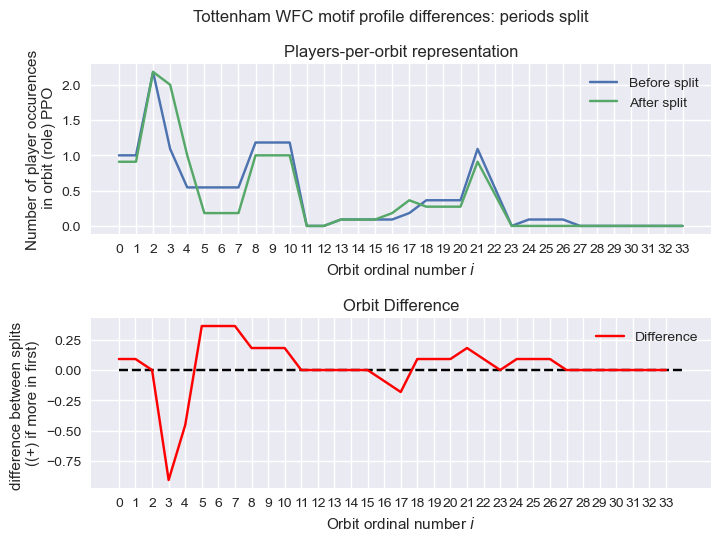 Tottenham WFC motif profile differences: periods split
Players-per-orbit representation
Number of player occurences
in orbit (role) PPO
2.0
1.5
1.0
0.5
0.0
Before split
After split
0 1 2 3 4 5 6 7 8 9 10 11 12 13 14 15 16 17 18 19 20 21 22 23 24 25 26 27 28 29 30 31 32 33
Orbit ordinal number i
Orbit Difference
difference between splits
((+) if more in first)
0.25
0.00
−0.25
−0.50
−0.75
Difference
0 1 2 3 4 5 6 7 8 9 10 11 12 13 14 15 16 17 18 19 20 21 22 23 24 25 26 27 28 29 30 31 32 33
Orbit ordinal number i